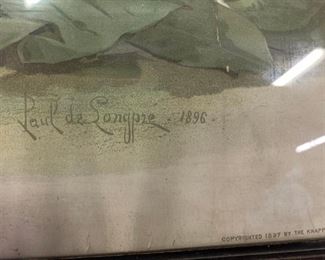 Paul de Longpré - 1896 -
COPYRIGHTED 1897 BY THE KNAPP